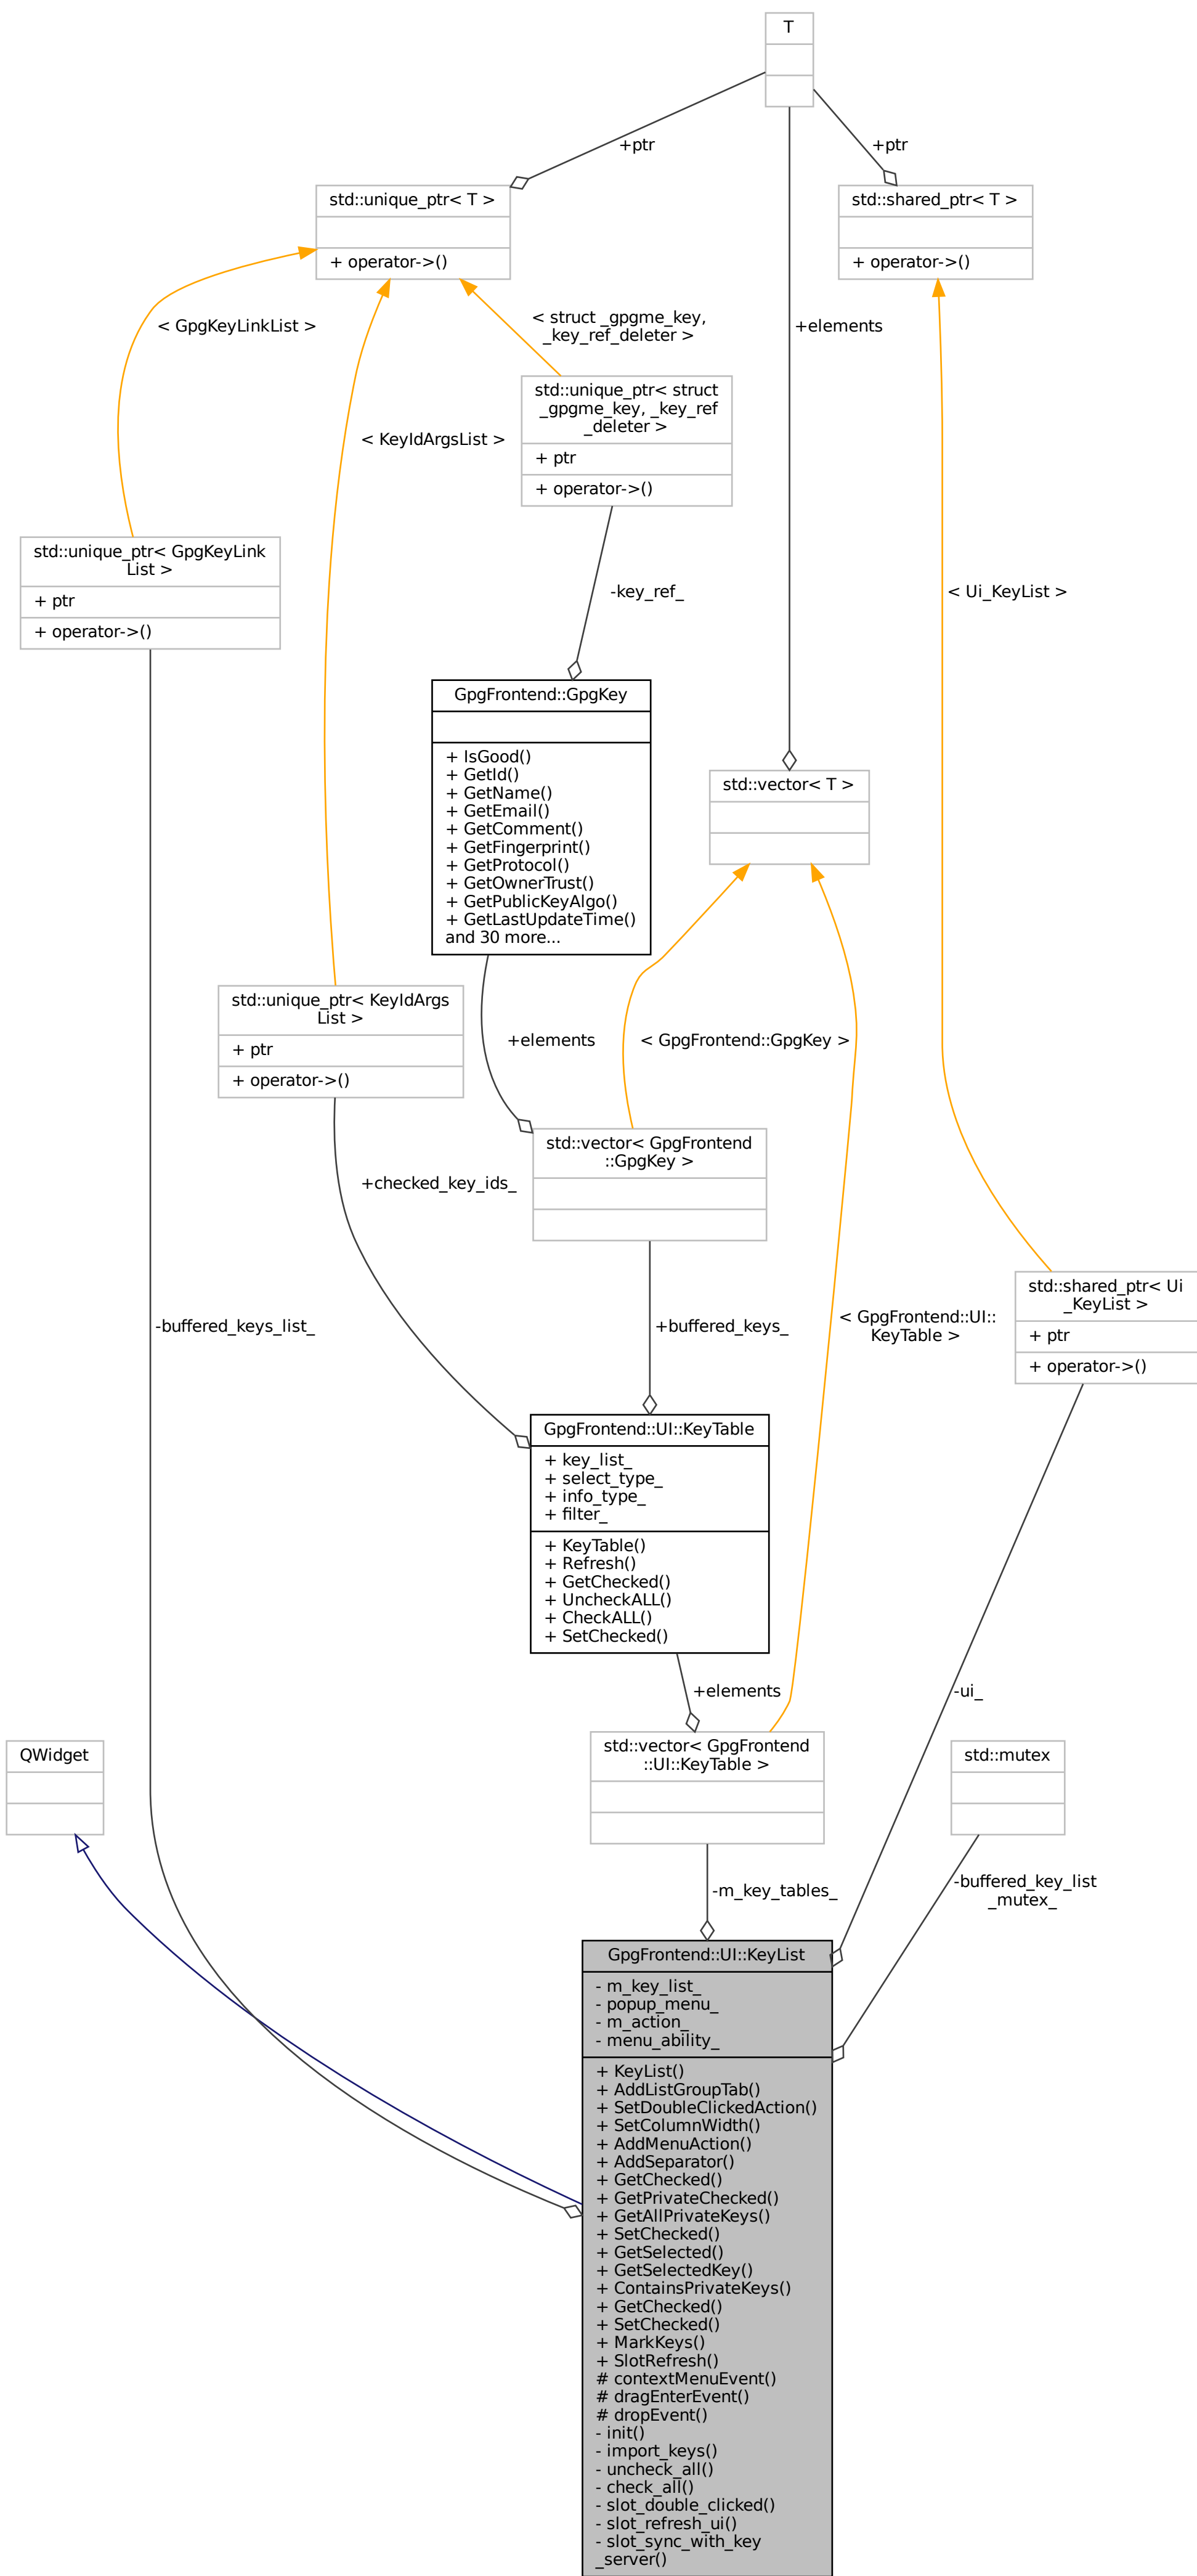 T
+ptr
+ptr
std::unique_ptr< T >
+ operator->()
std::shared_ptr< T >
+ operator->()
< GpgKeyLinkList >
< struct _gpgme_key,
_key_ref_deleter >
+elements
std::unique_ptr< struct
_gpgme_key, _key_ref
_deleter >
+ ptr
+ operator->()
< KeyIdArgsList >
std::unique_ptr< GpgKeyLink
List >
+ ptr
+ operator->()
-key_ref_
< Ui_KeyList >
GpgFrontend::GpgKey
+ IsGood()
+ GetId()
+ GetName()
+ GetEmail()
+ GetComment()
+ GetFingerprint()
+ GetProtocol()
+ GetOwnerTrust()
+ GetPublicKeyAlgo()
+ GetLastUpdateTime()
and 30 more...
std::vector< T >
std::unique_ptr< KeyIdArgs
List >
+ ptr
+ operator->()
+elements
< GpgFrontend::GpgKey >
std::vector< GpgFrontend
::GpgKey >
+checked_key_ids_
std::shared_ptr< Ui
_KeyList >
+ ptr
+ operator->()
-buffered_keys_list_
+buffered_keys_
< GpgFrontend::UI::
KeyTable >
GpgFrontend::UI::KeyTable
+ key_list_
+ select_type_
+ info_type_
+ filter_
+ KeyTable()
+ Refresh()
+ GetChecked()
+ UncheckALL()
+ CheckALL()
+ SetChecked()
+elements
-ui_
QWidget
std::vector< GpgFrontend
::UI::KeyTable >
std::mutex
-m_key_tables_
-buffered_key_list
_mutex_
GpgFrontend::UI::KeyList
- m_key_list_
- popup_menu_
- m_action_
- menu_ability_
+ KeyList()
+ AddListGroupTab()
+ SetDoubleClickedAction()
+ SetColumnWidth()
+ AddMenuAction()
+ AddSeparator()
+ GetChecked()
+ GetPrivateChecked()
+ GetAllPrivateKeys()
+ SetChecked()
+ GetSelected()
+ GetSelectedKey()
+ ContainsPrivateKeys()
+ GetChecked()
+ SetChecked()
+ MarkKeys()
+ SlotRefresh()
# contextMenuEvent()
# dragEnterEvent()
# dropEvent()
- init()
- import_keys()
- uncheck_all()
- check_all()
- slot_double_clicked()
- slot_refresh_ui()
- slot_sync_with_key
_server()